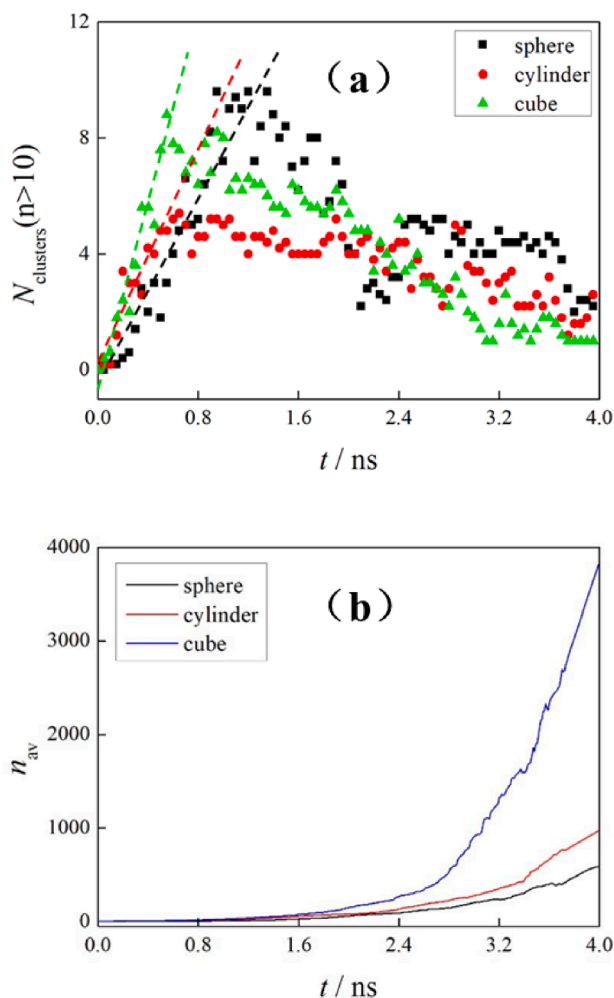 12
8
4
0
N clusters (n>10)
（a）
sphere
cylinder
cube
0.0 0.8 1.6 2.4 3.2 4.0
t / ns
4000
3000
2000
1000
0
n av
（b）
sphere
cylinder
cube
0.0 0.8 1.6 2.4 3.2 4.0
t / ns